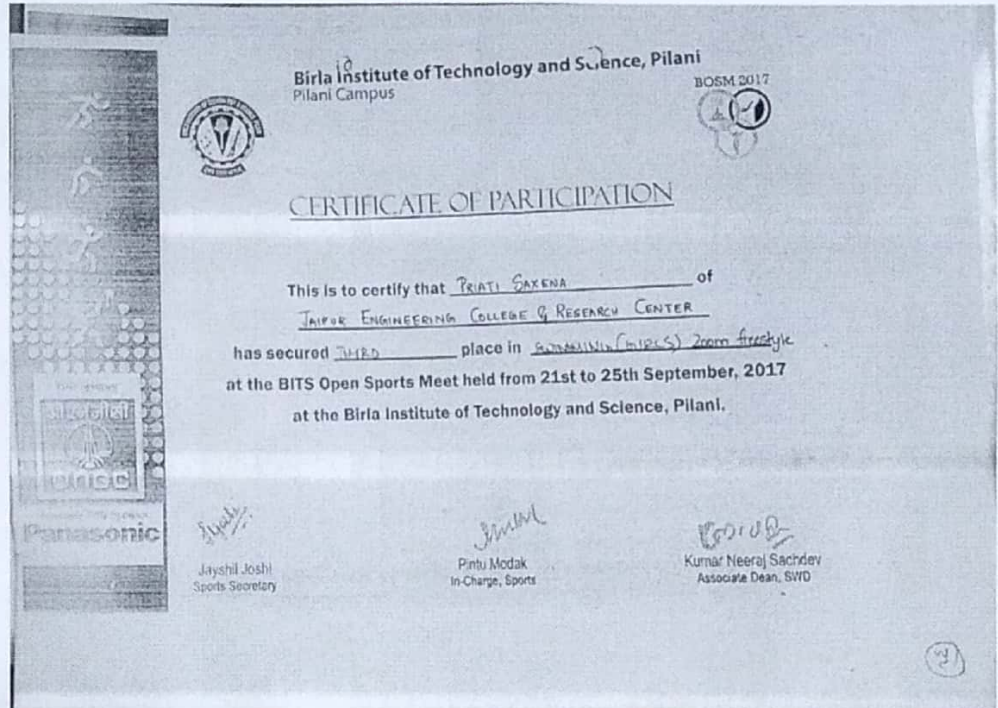 Birla Institute of Technology and Science, Pilani
Pilani Campus
BOSM 2017
CERTIFICATE OF PARTICIPATION
This is to certify that PRIATI SAXENA of
JAIPUR ENGINEERING COLLEGE & RESEARCH CENTER
has secured THIRD place in (GIRLS) 200m freestyle
at the BITS Open Sports Meet held from 21st to 25th September, 2017
at the Birla Institute of Technology and Science, Pilani.
Panasonic
Jayshil Joshi
Sports Secretary
Pintu Modak
In-Charge, Sports
Kumar Neeraj Sachdev
Associate Dean, SWD